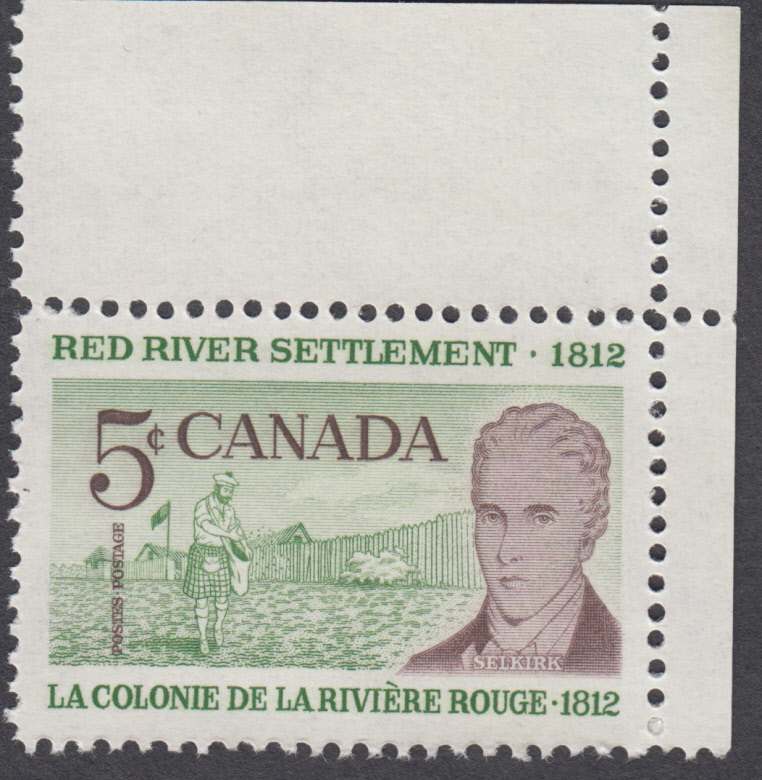 RED RIVER SETTLEMENT · 1812
5¢ CANADA
POSTES · POSTAGE
SELKIRK
LA COLONIE DE LA RIVIÈRE ROUGE · 1812